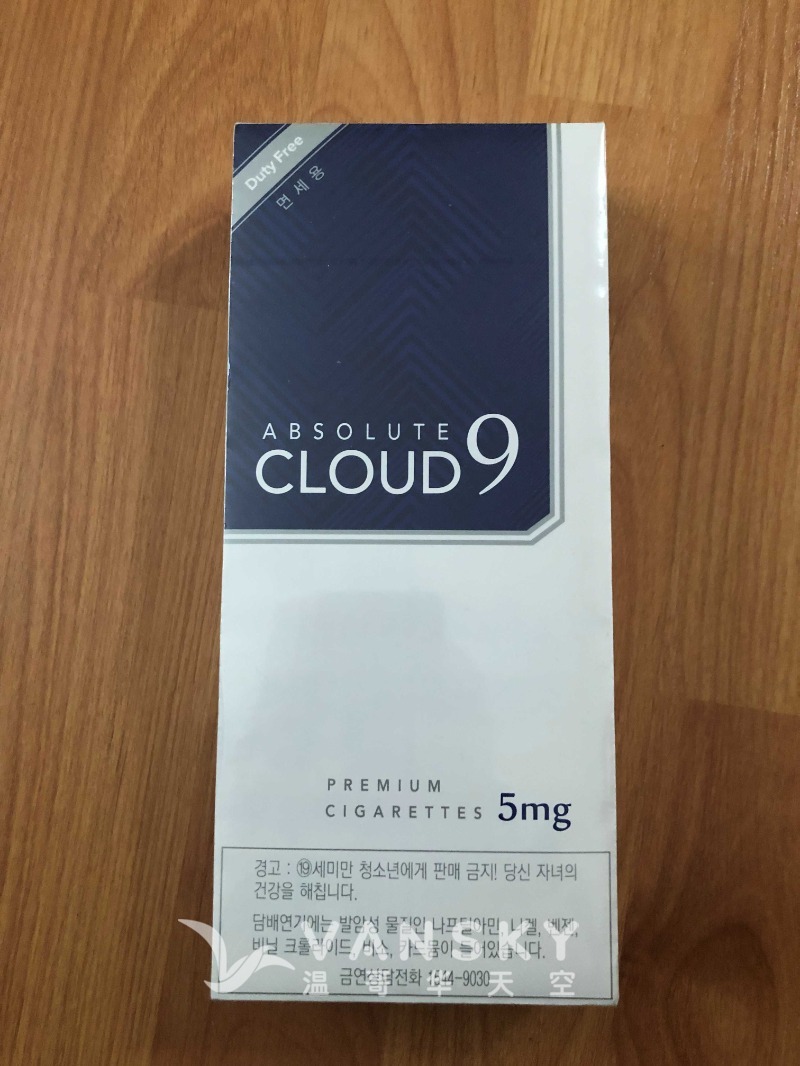 Duty Free
면세용
ABSOLUTE
CLOUD 9
PREMIUM
CIGARETTES 5mg
경고 : ⑲세미만 청소년에게 판매 금지! 당신 자녀의
건강을 해칩니다.
담배연기에는 발암성 물질인 나프틸아민, 니켈, 벤젠,
비닐 크롤라이드, 비소, 카드뮴이 들어있습니다.
금연상담전화 1544-9030
VANSKY
温哥华天空